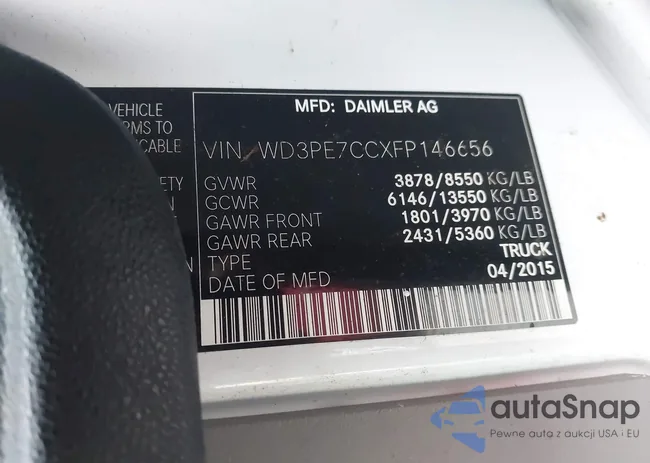 VEHICLE
RMS TO
ICABLE
ETY
N
MFD: DAIMLER AG
VIN WD3PE7CCXFP146656
GVWR 3878/8550 KG/LB
GCWR 6146/13550 KG/LB
GAWR FRONT 1801/3970 KG/LB
GAWR REAR 2431/5360 KG/LB
TYPE TRUCK
DATE OF MFD 04/2015
autaSnap
Pewne auta z aukcji USA i EU